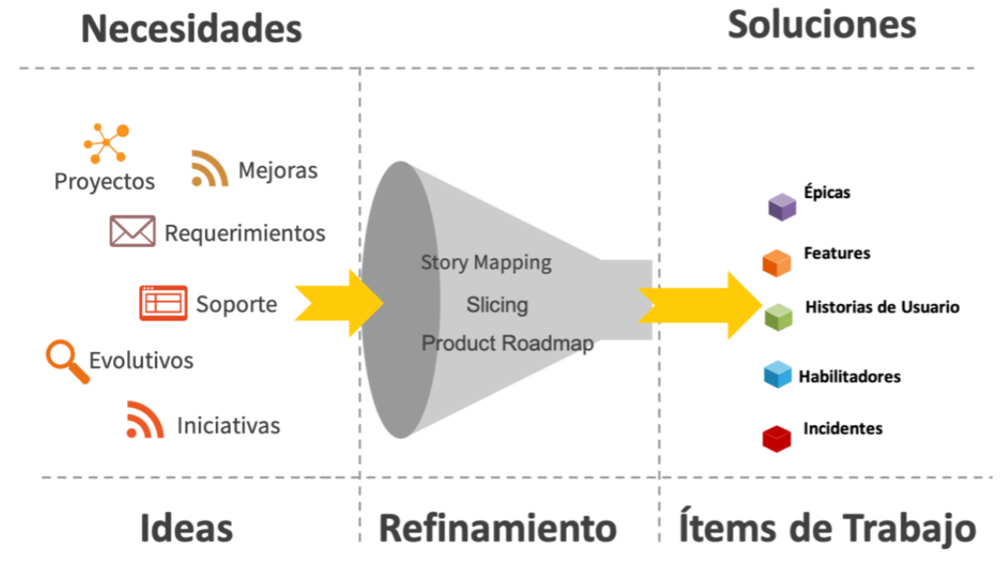 Necesidades
Soluciones
Proyectos
Mejoras
Requerimientos
Soporte
Evolutivos
Iniciativas
Story Mapping
Slicing
Product Roadmap
Épicas
Features
Historias de Usuario
Habilitadores
Incidentes
Ideas
Refinamiento
Ítems de Trabajo